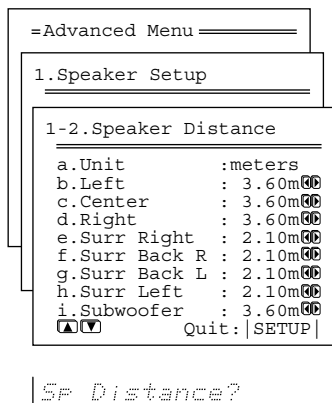 =Advanced Menu
1.Speaker Setup
1-2.Speaker Distance
a.Unit :meters
b.Left : 3.60m
c.Center : 3.60m
d.Right : 3.60m
e.Surr Right : 2.10m
f.Surr Back R : 2.10m
g.Surr Back L : 2.10m
h.Surr Left : 2.10m
i.Subwoofer : 3.60m
Quit:|SETUP|
Sp Distance?